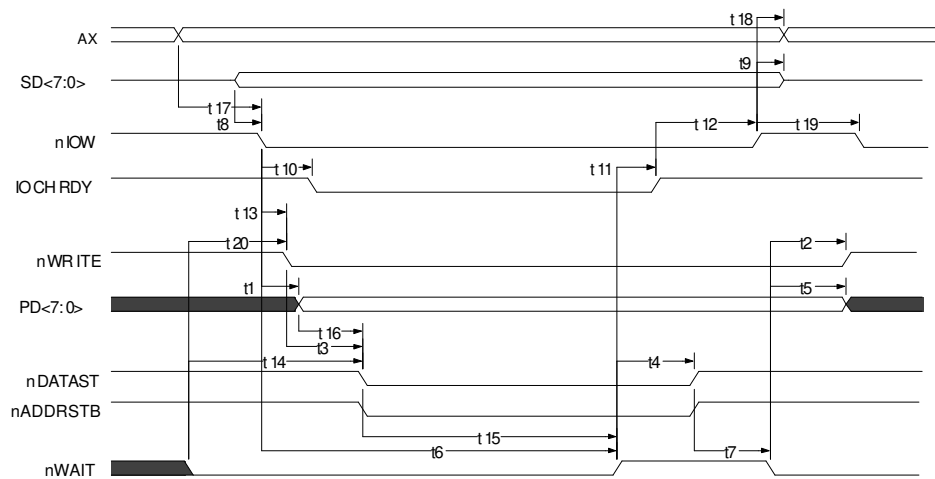 t18
AX
t9
SD<7:0>
t17
t8
t12
t19
nIOW
t10
t11
IOCHRDY
t13
t20
t2
nWRITE
t1
t5
PD<7:0>
t16
t3
t14
t4
nDATAST
nADDRSTB
t15
t6
t7
nWAIT